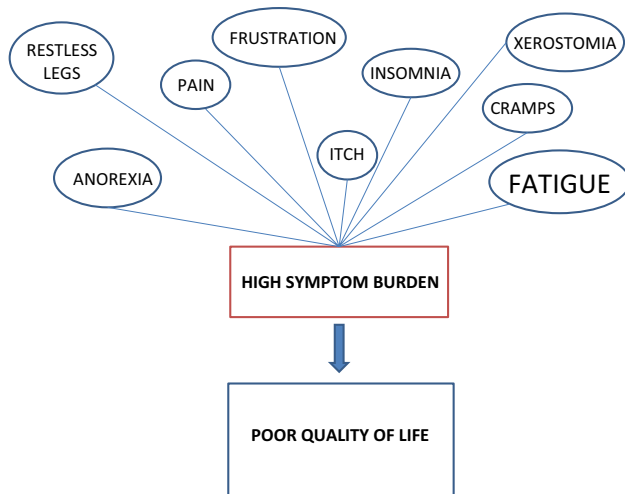 FRUSTRATION
XEROSTOMIA
RESTLESS
LEGS
PAIN
INSOMNIA
CRAMPS
ITCH
ANOREXIA
FATIGUE
HIGH SYMPTOM BURDEN
POOR QUALITY OF LIFE